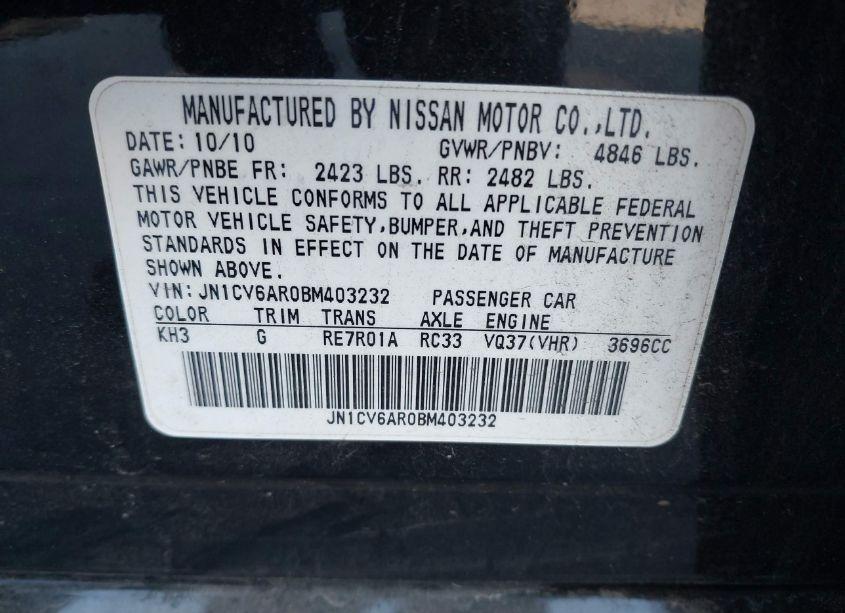 MANUFACTURED BY NISSAN MOTOR CO.,LTD.
DATE: 10/10 GVWR/PNBV: 4846 LBS.
GAWR/PNBE FR: 2423 LBS. RR: 2482 LBS.
THIS VEHICLE CONFORMS TO ALL APPLICABLE FEDERAL
MOTOR VEHICLE SAFETY,BUMPER,AND THEFT PREVENTION
STANDARDS IN EFFECT ON THE DATE OF MANUFACTURE
SHOWN ABOVE.
VIN:JN1CV6AR0BM403232 PASSENGER CAR
COLOR TRIM TRANS AXLE ENGINE
KH3 G RE7R01A RC33 VQ37(VHR) 3696CC
JN1CV6AR0BM403232